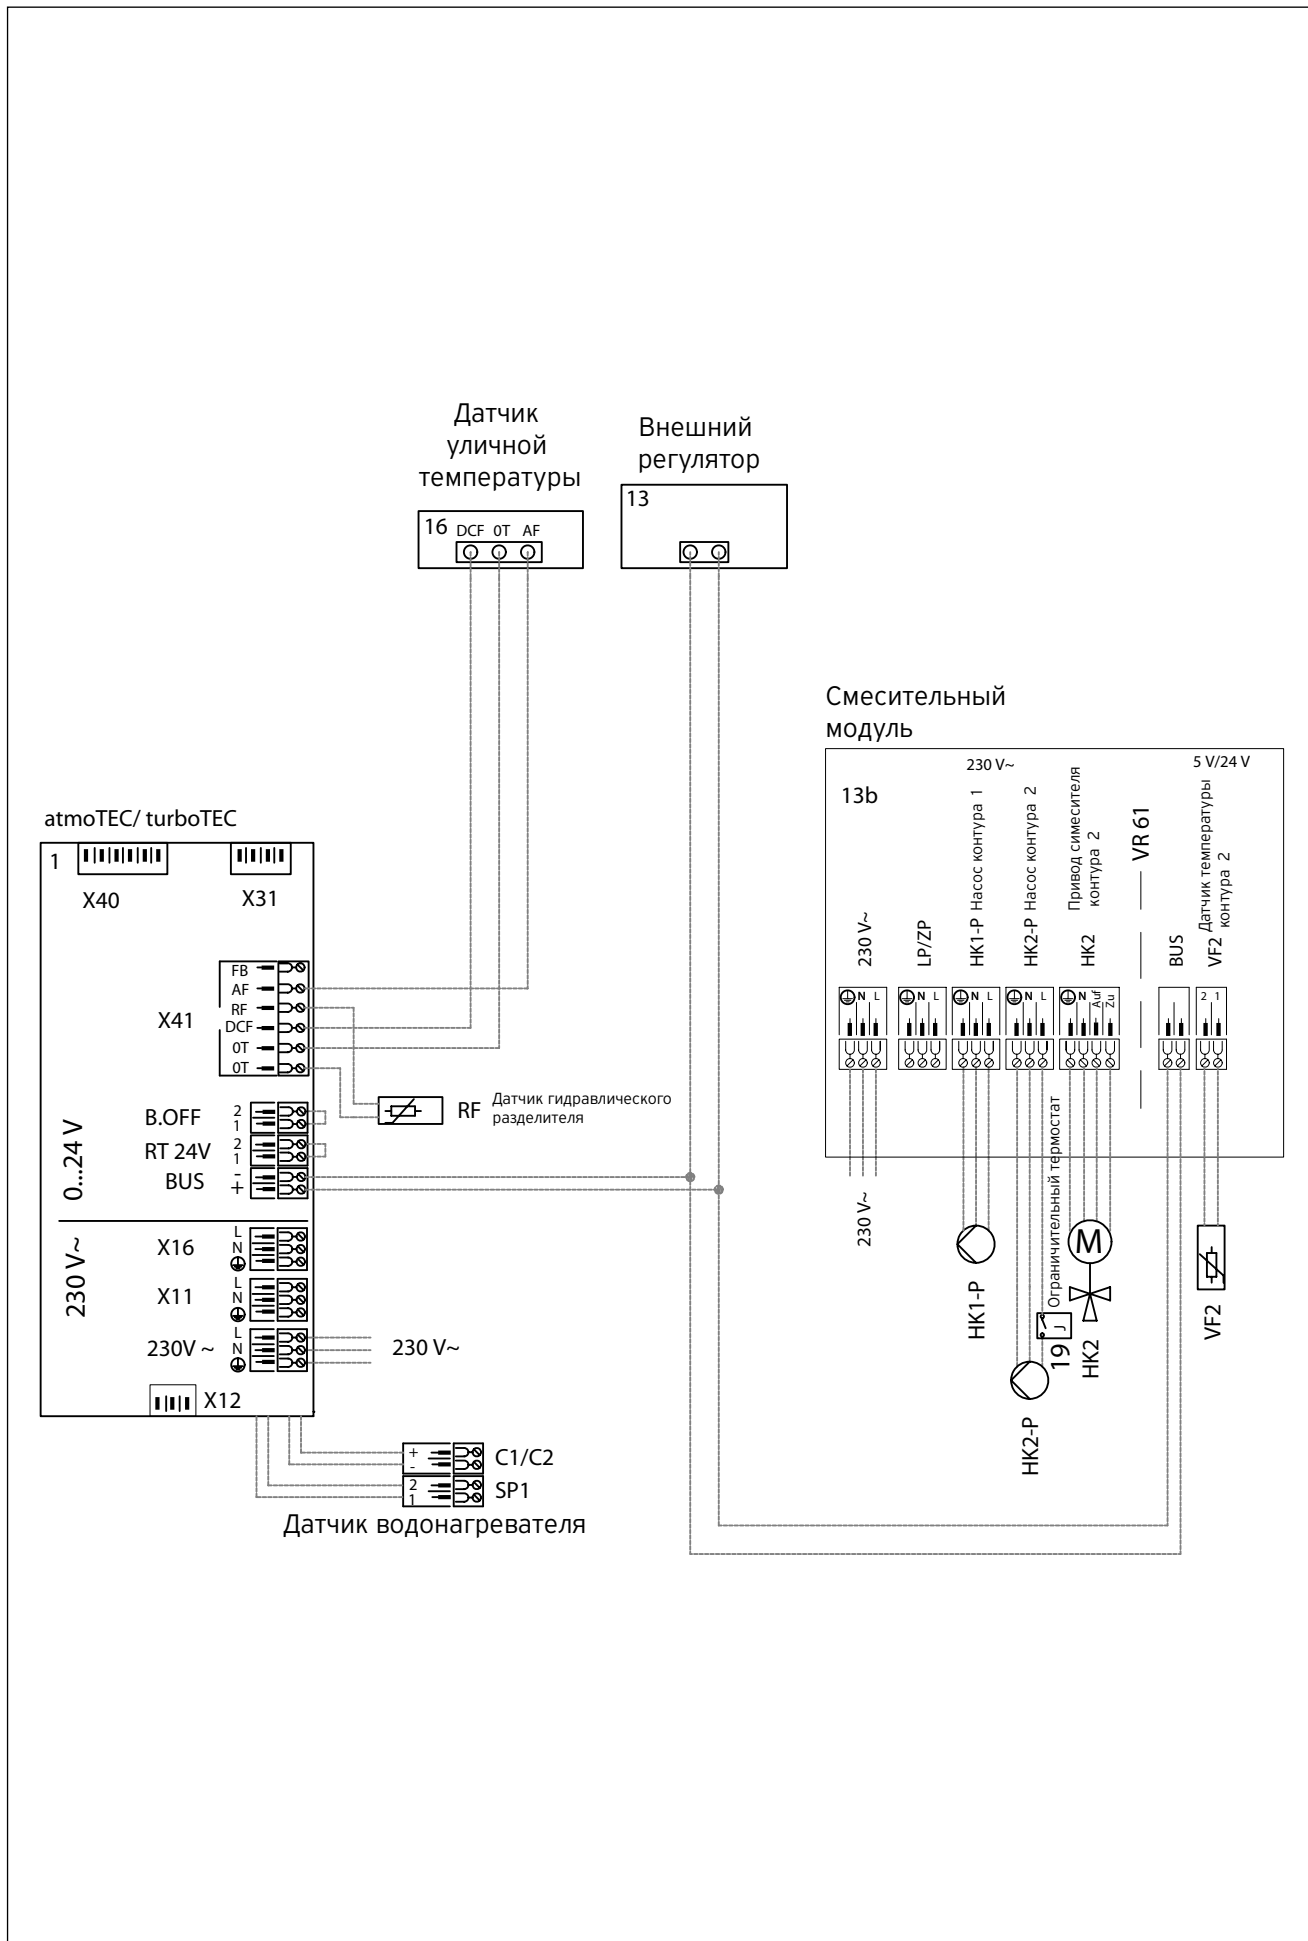 Датчик
уличной
температуры
Внешний
регулятор
16 DCF 0T AF
13
Смесительный
модуль
230 V~
5 V/24 V
13b
230 V~
LP/ZP
HK1-P Насос контура 1
HK2-P Насос контура 2
HK2
Привод симесителя
контура 2
VR 61
BUS
VF2 Датчик температуры
контура 2
N L
N L
N L
N L
N Auf Zu
2 1
atmoTEC/ turboTEC
1
X40
X31
X41
FB
AF
RF
DCF
0T
0T
RF
Датчик гидравлического
разделителя
0...24 V
B.OFF
2
1
RT 24V
2
1
BUS
-
+
230 V~
X16
L
N
X11
L
N
230V ~
L
N
230 V~
X12
+
-
C1/C2
2
1
SP1
Датчик водонагревателя
230 V~
HK1-P
HK2-P
Ограничительный термостат
19
M
HK2
VF2